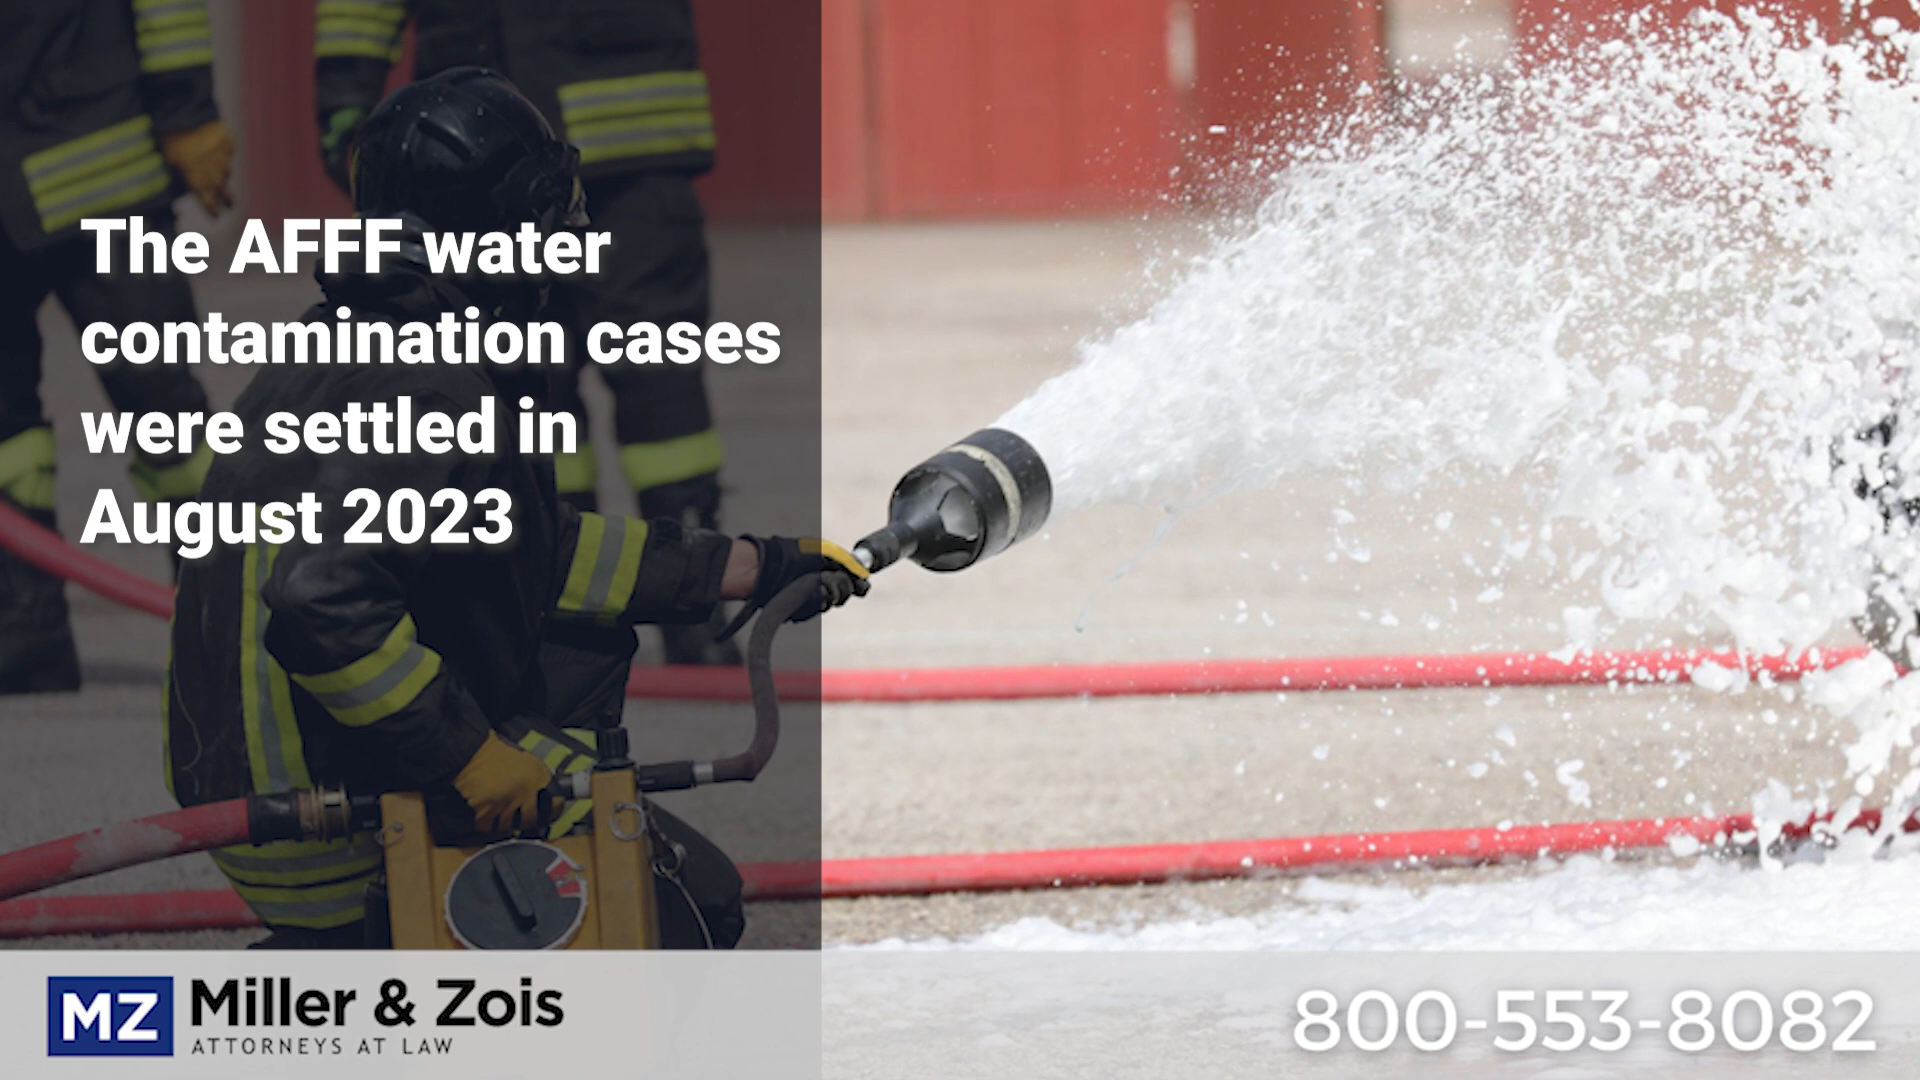 The AFFF water
contamination cases
were settled in
August 2023
MZ Miller & Zois
ATTORNEYS AT LAW
800-553-8082